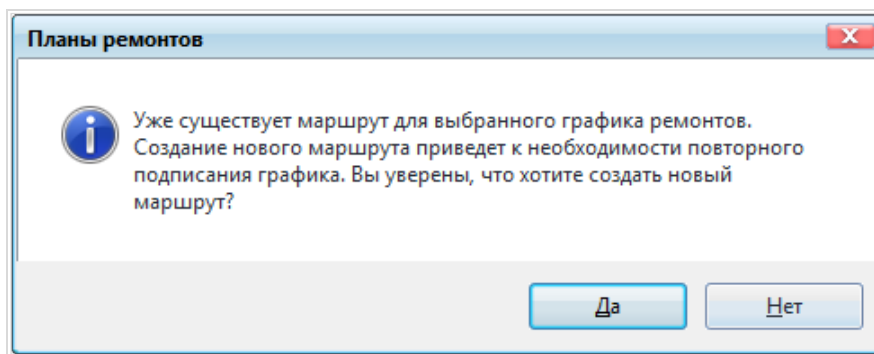 Планы ремонтов
Уже существует маршрут для выбранного графика ремонтов.
Создание нового маршрута приведет к необходимости повторного
подписания графика. Вы уверены, что хотите создать новый
маршрут?
Да
Нет